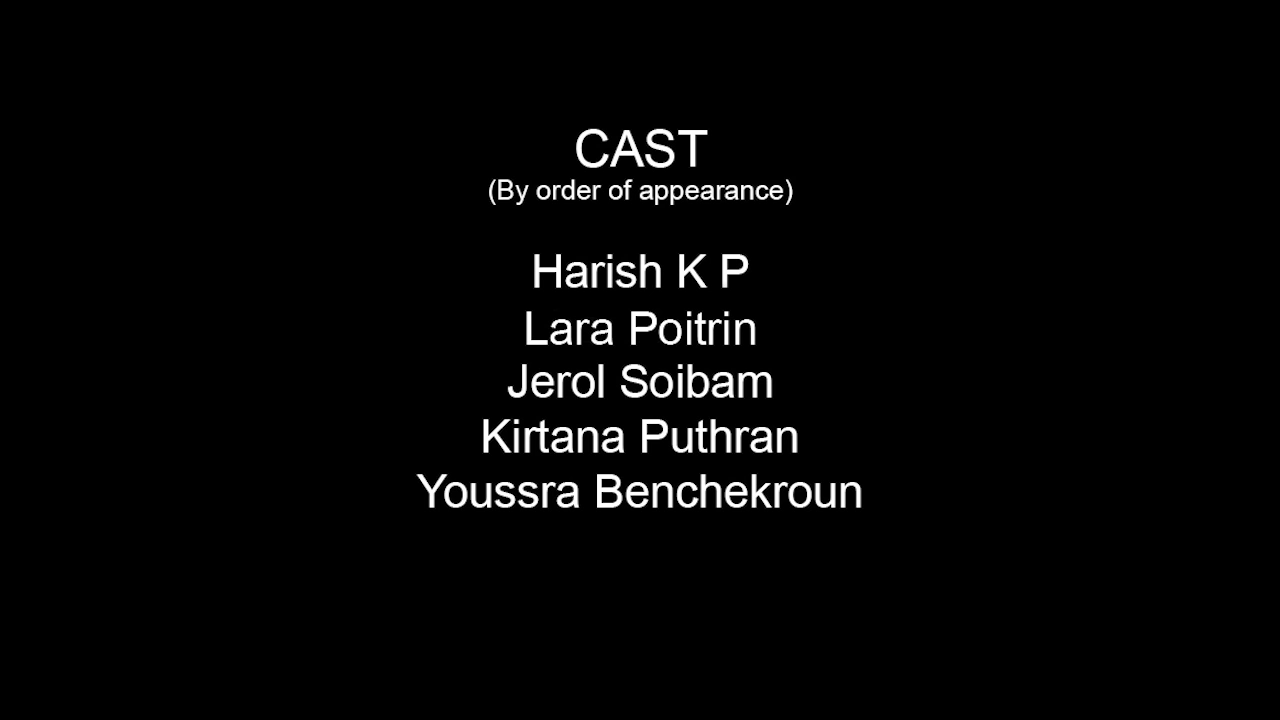 CAST
(By order of appearance)
Harish K P
Lara Poitrin
Jerol Soibam
Kirtana Puthran
Youssra Benchekroun